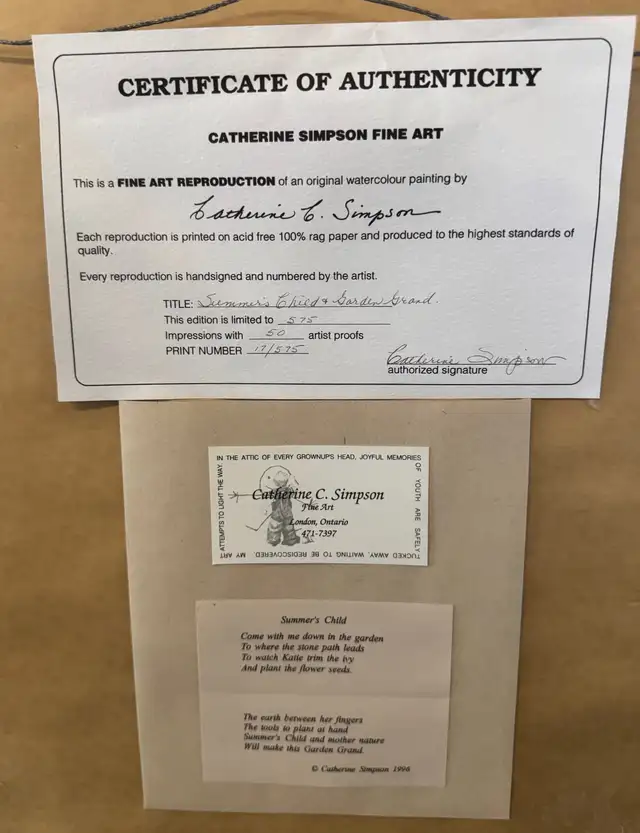 CERTIFICATE OF AUTHENTICITY
CATHERINE SIMPSON FINE ART
This is a FINE ART REPRODUCTION of an original watercolour painting by
Catherine C. Simpson
Each reproduction is printed on acid free 100% rag paper and produced to the highest standards of
quality.
Every reproduction is handsigned and numbered by the artist.
TITLE: Summer's Child & Garden Grand.
This edition is limited to 575
Impressions with 50 artist proofs
PRINT NUMBER 17/575
Catherine Simpson
authorized signature
IN THE ATTIC OF EVERY GROWNUP'S HEAD, JOYFUL MEMORIES
OF YOUTH ARE SAFELY
TUCKED AWAY, WAITING TO BE REDISCOVERED. MY ART
ATTEMPTS TO LIGHT THE WAY.
Catherine C. Simpson
Fine Art
London, Ontario
471-7397
Summer's Child
Come with me down in the garden
To where the stone path leads
To watch Katie trim the ivy
And plant the flower seeds.
The earth between her fingers
The tools to plant at hand
Summer's Child and mother nature
Will make this Garden Grand
© Catherine Simpson 1996